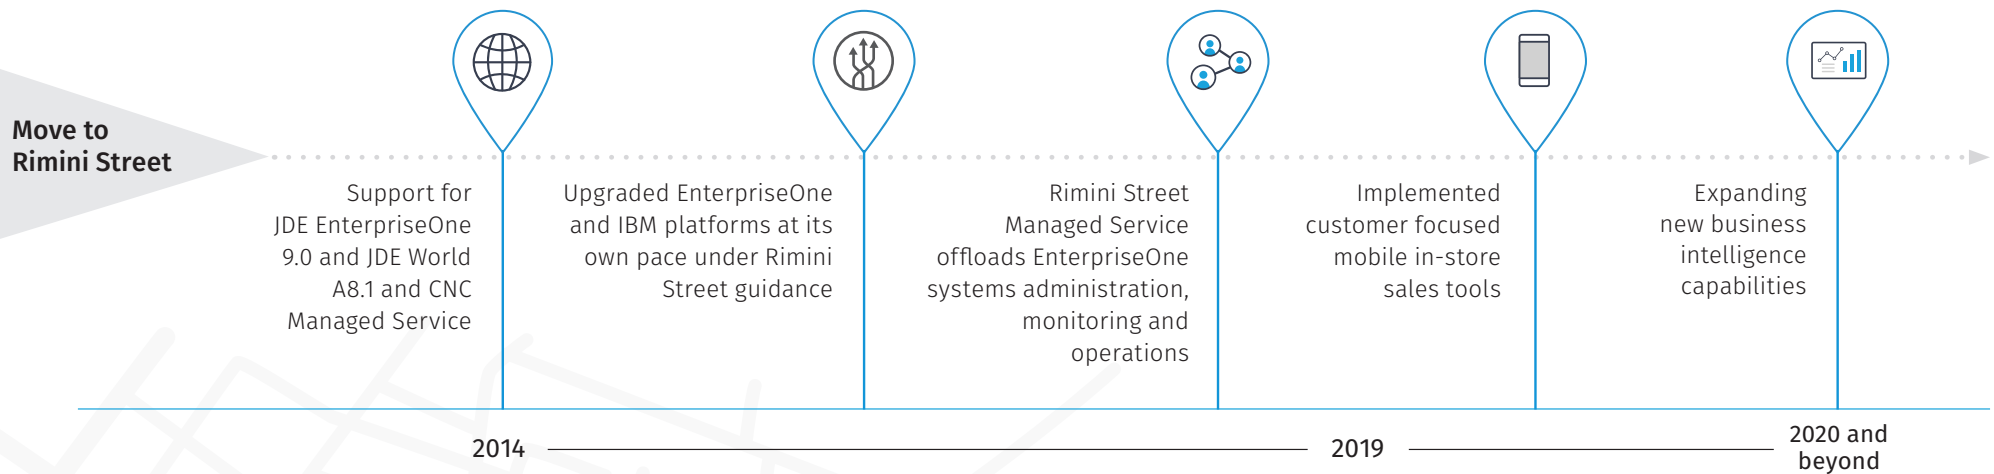 Move to
Rimini Street
Support for
JDE EnterpriseOne
9.0 and JDE World
A8.1 and CNC
Managed Service
Upgraded EnterpriseOne
and IBM platforms at its
own pace under Rimini
Street guidance
Rimini Street
Managed Service
offloads EnterpriseOne
systems administration,
monitoring and
operations
Implemented
customer focused
mobile in-store
sales tools
Expanding
new business
intelligence
capabilities
2014
2019
2020 and
beyond